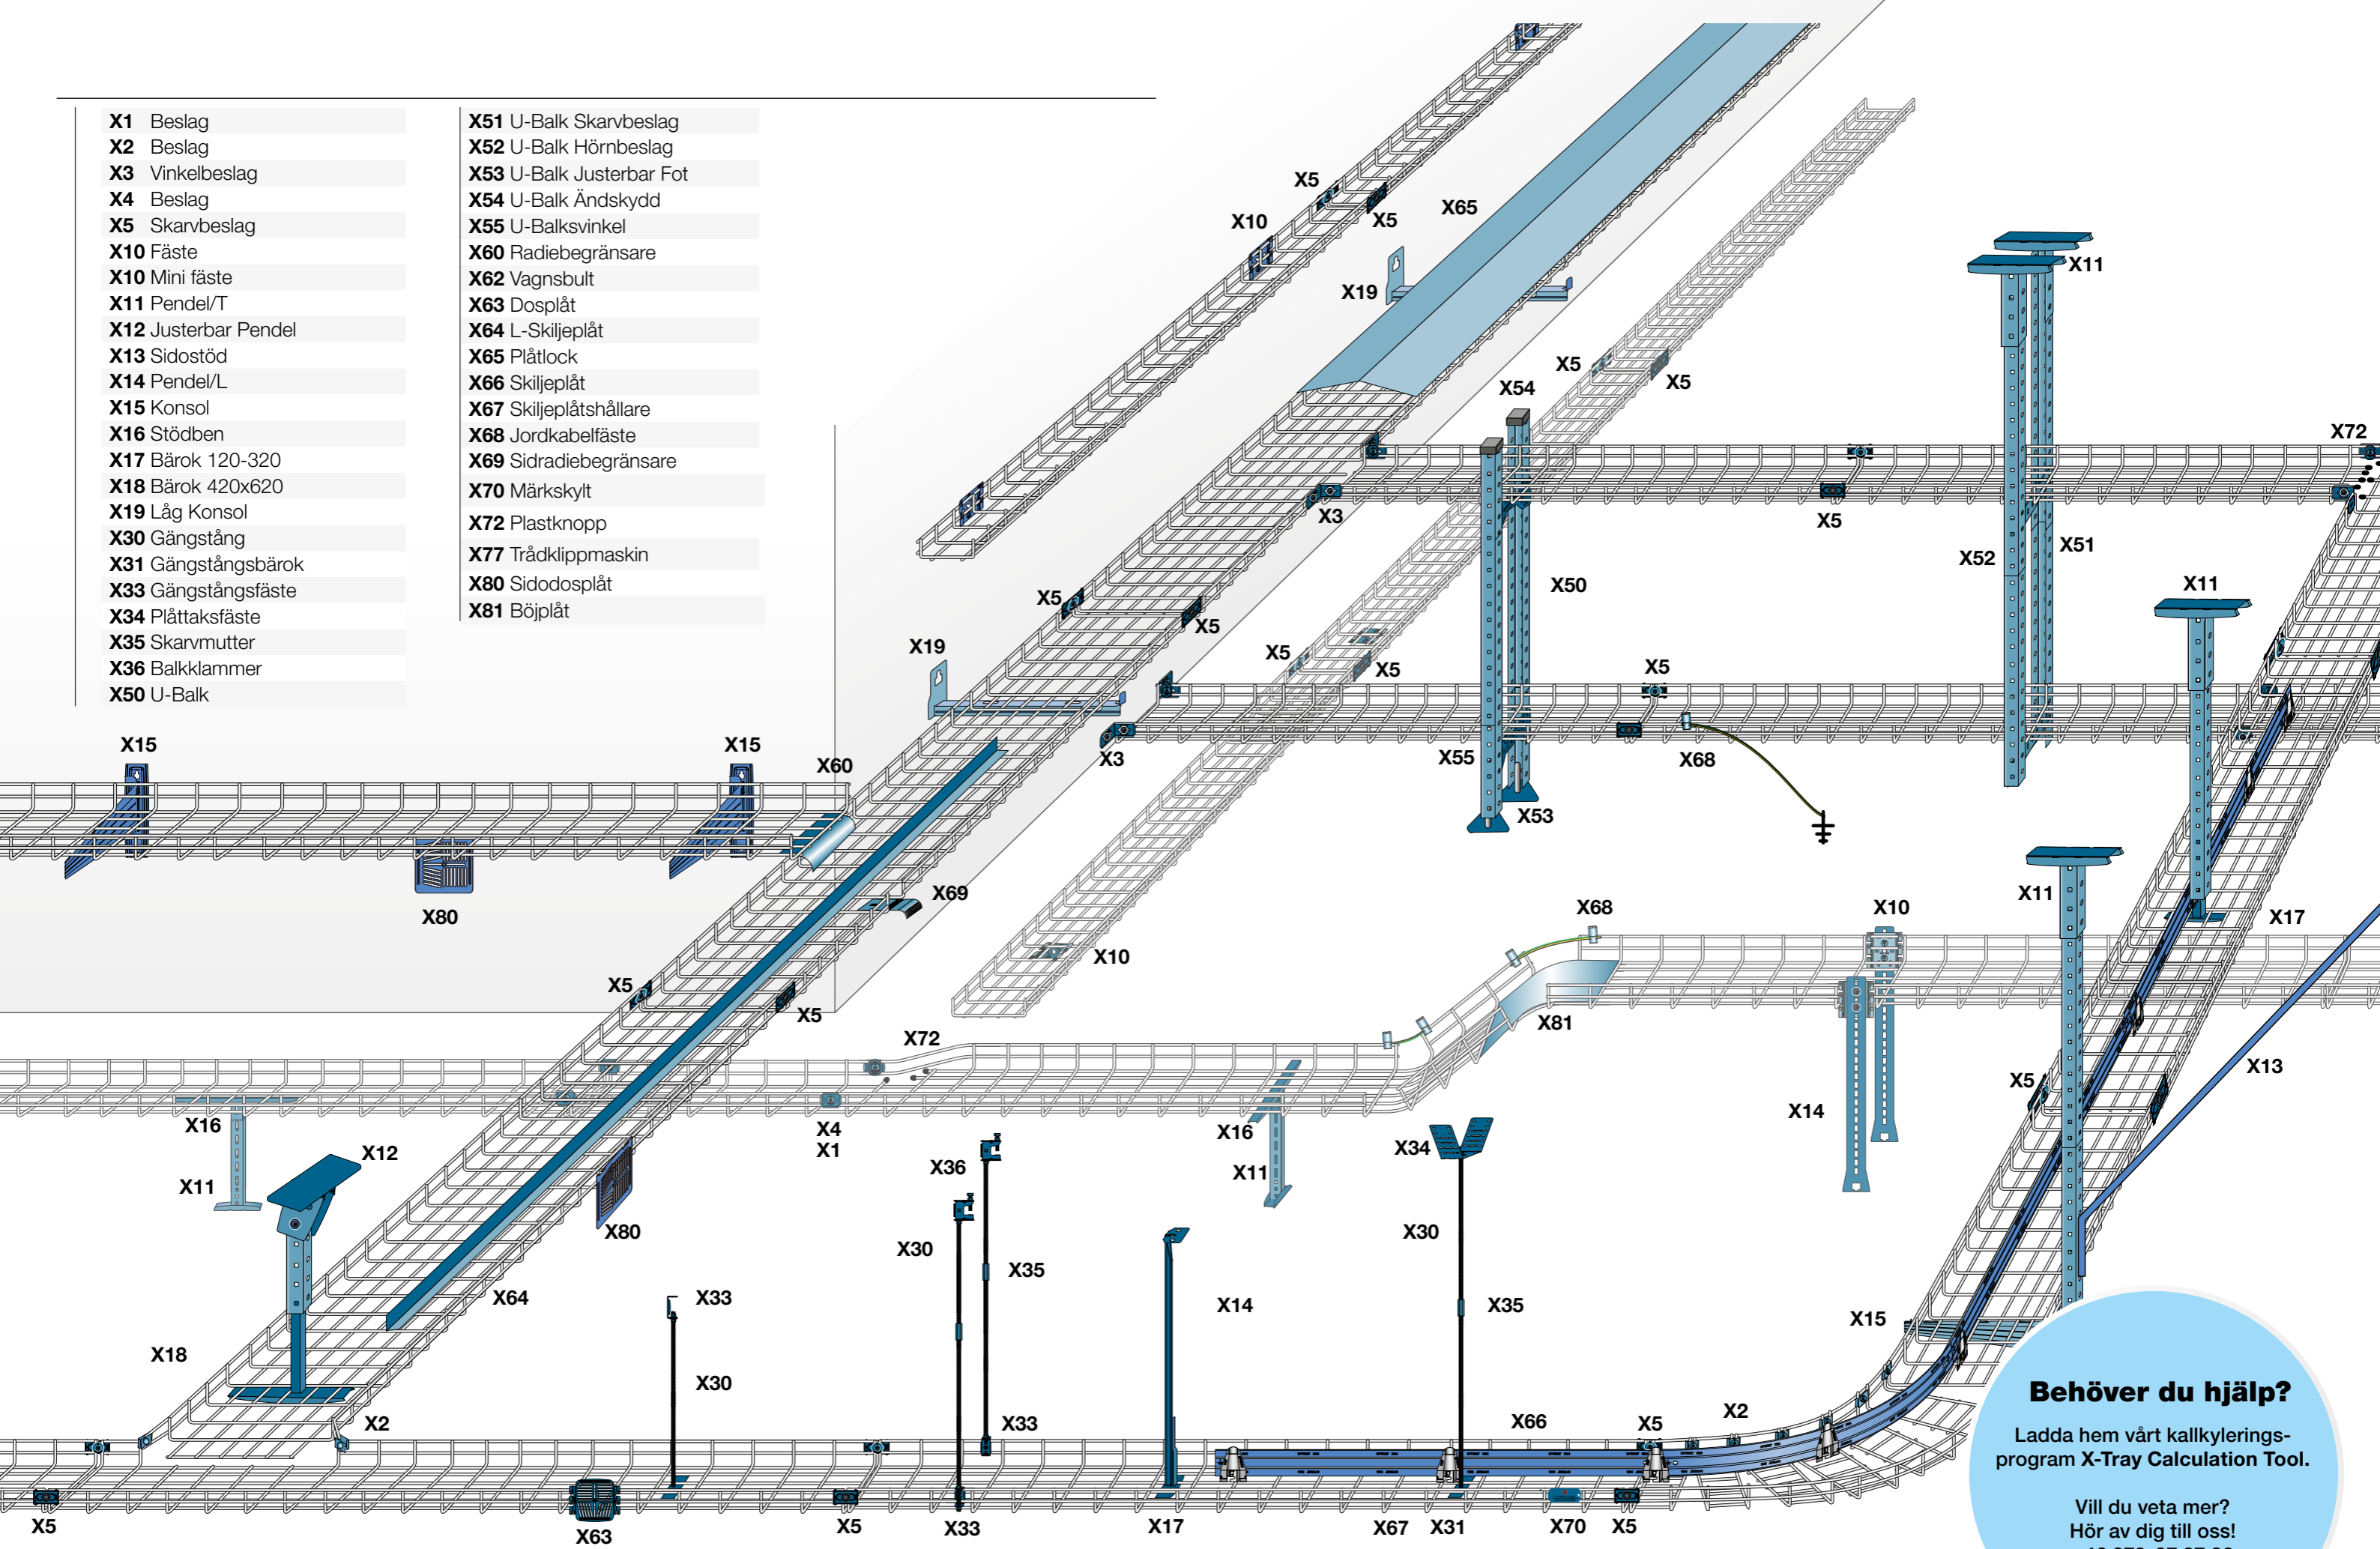 X1 Beslag
X2 Beslag
X3 Vinkelbeslag
X4 Beslag
X5 Skarvbeslag
X10 Fäste
X10 Mini fäste
X11 Pendel/T
X12 Justerbar Pendel
X13 Sidostöd
X14 Pendel/L
X15 Konsol
X16 Stödben
X17 Bärok 120-320
X18 Bärok 420x620
X19 Låg Konsol
X30 Gängstång
X31 Gängstångsbärok
X33 Gängstångsfäste
X34 Plåttaksfäste
X35 Skarvmutter
X36 Balkklammer
X50 U-Balk
X51 U-Balk Skarvbeslag
X52 U-Balk Hörnbeslag
X53 U-Balk Justerbar Fot
X54 U-Balk Ändskydd
X55 U-Balksvinkel
X60 Radiebegränsare
X62 Vagnsbult
X63 Dosplåt
X64 L-Skiljeplåt
X65 Plåtlock
X66 Skiljeplåt
X67 Skiljeplåtshållare
X68 Jordkabelfäste
X69 Sidradiebegränsare
X70 Märkskylt
X72 Plastknopp
X77 Trådklippmaskin
X80 Sidodosplåt
X81 Böjplåt
X5
X10
X5
X65
X19
X11
X5
X5
X54
X72
X3
X5
X51
X52
X50
X11
X5
X5
X19
X5
X5
X5
X15
X15
X60
X3
X55
X68
X53
X80
X69
X11
X68
X10
X17
X10
X5
X5
X81
X72
X13
X5
X16
X4
X1
X16
X14
X12
X36
X34
X11
X11
X80
X30
X30
X35
X64
X33
X14
X35
X15
X18
X30
X2
X33
X66
X5
X2
X5
X63
X5
X33
X17
X67
X31
X70
X5
Behöver du hjälp?
Ladda hem vårt kallkylerings-
program X-Tray Calculation Tool.
Vill du veta mer?
Hör av dig till oss!